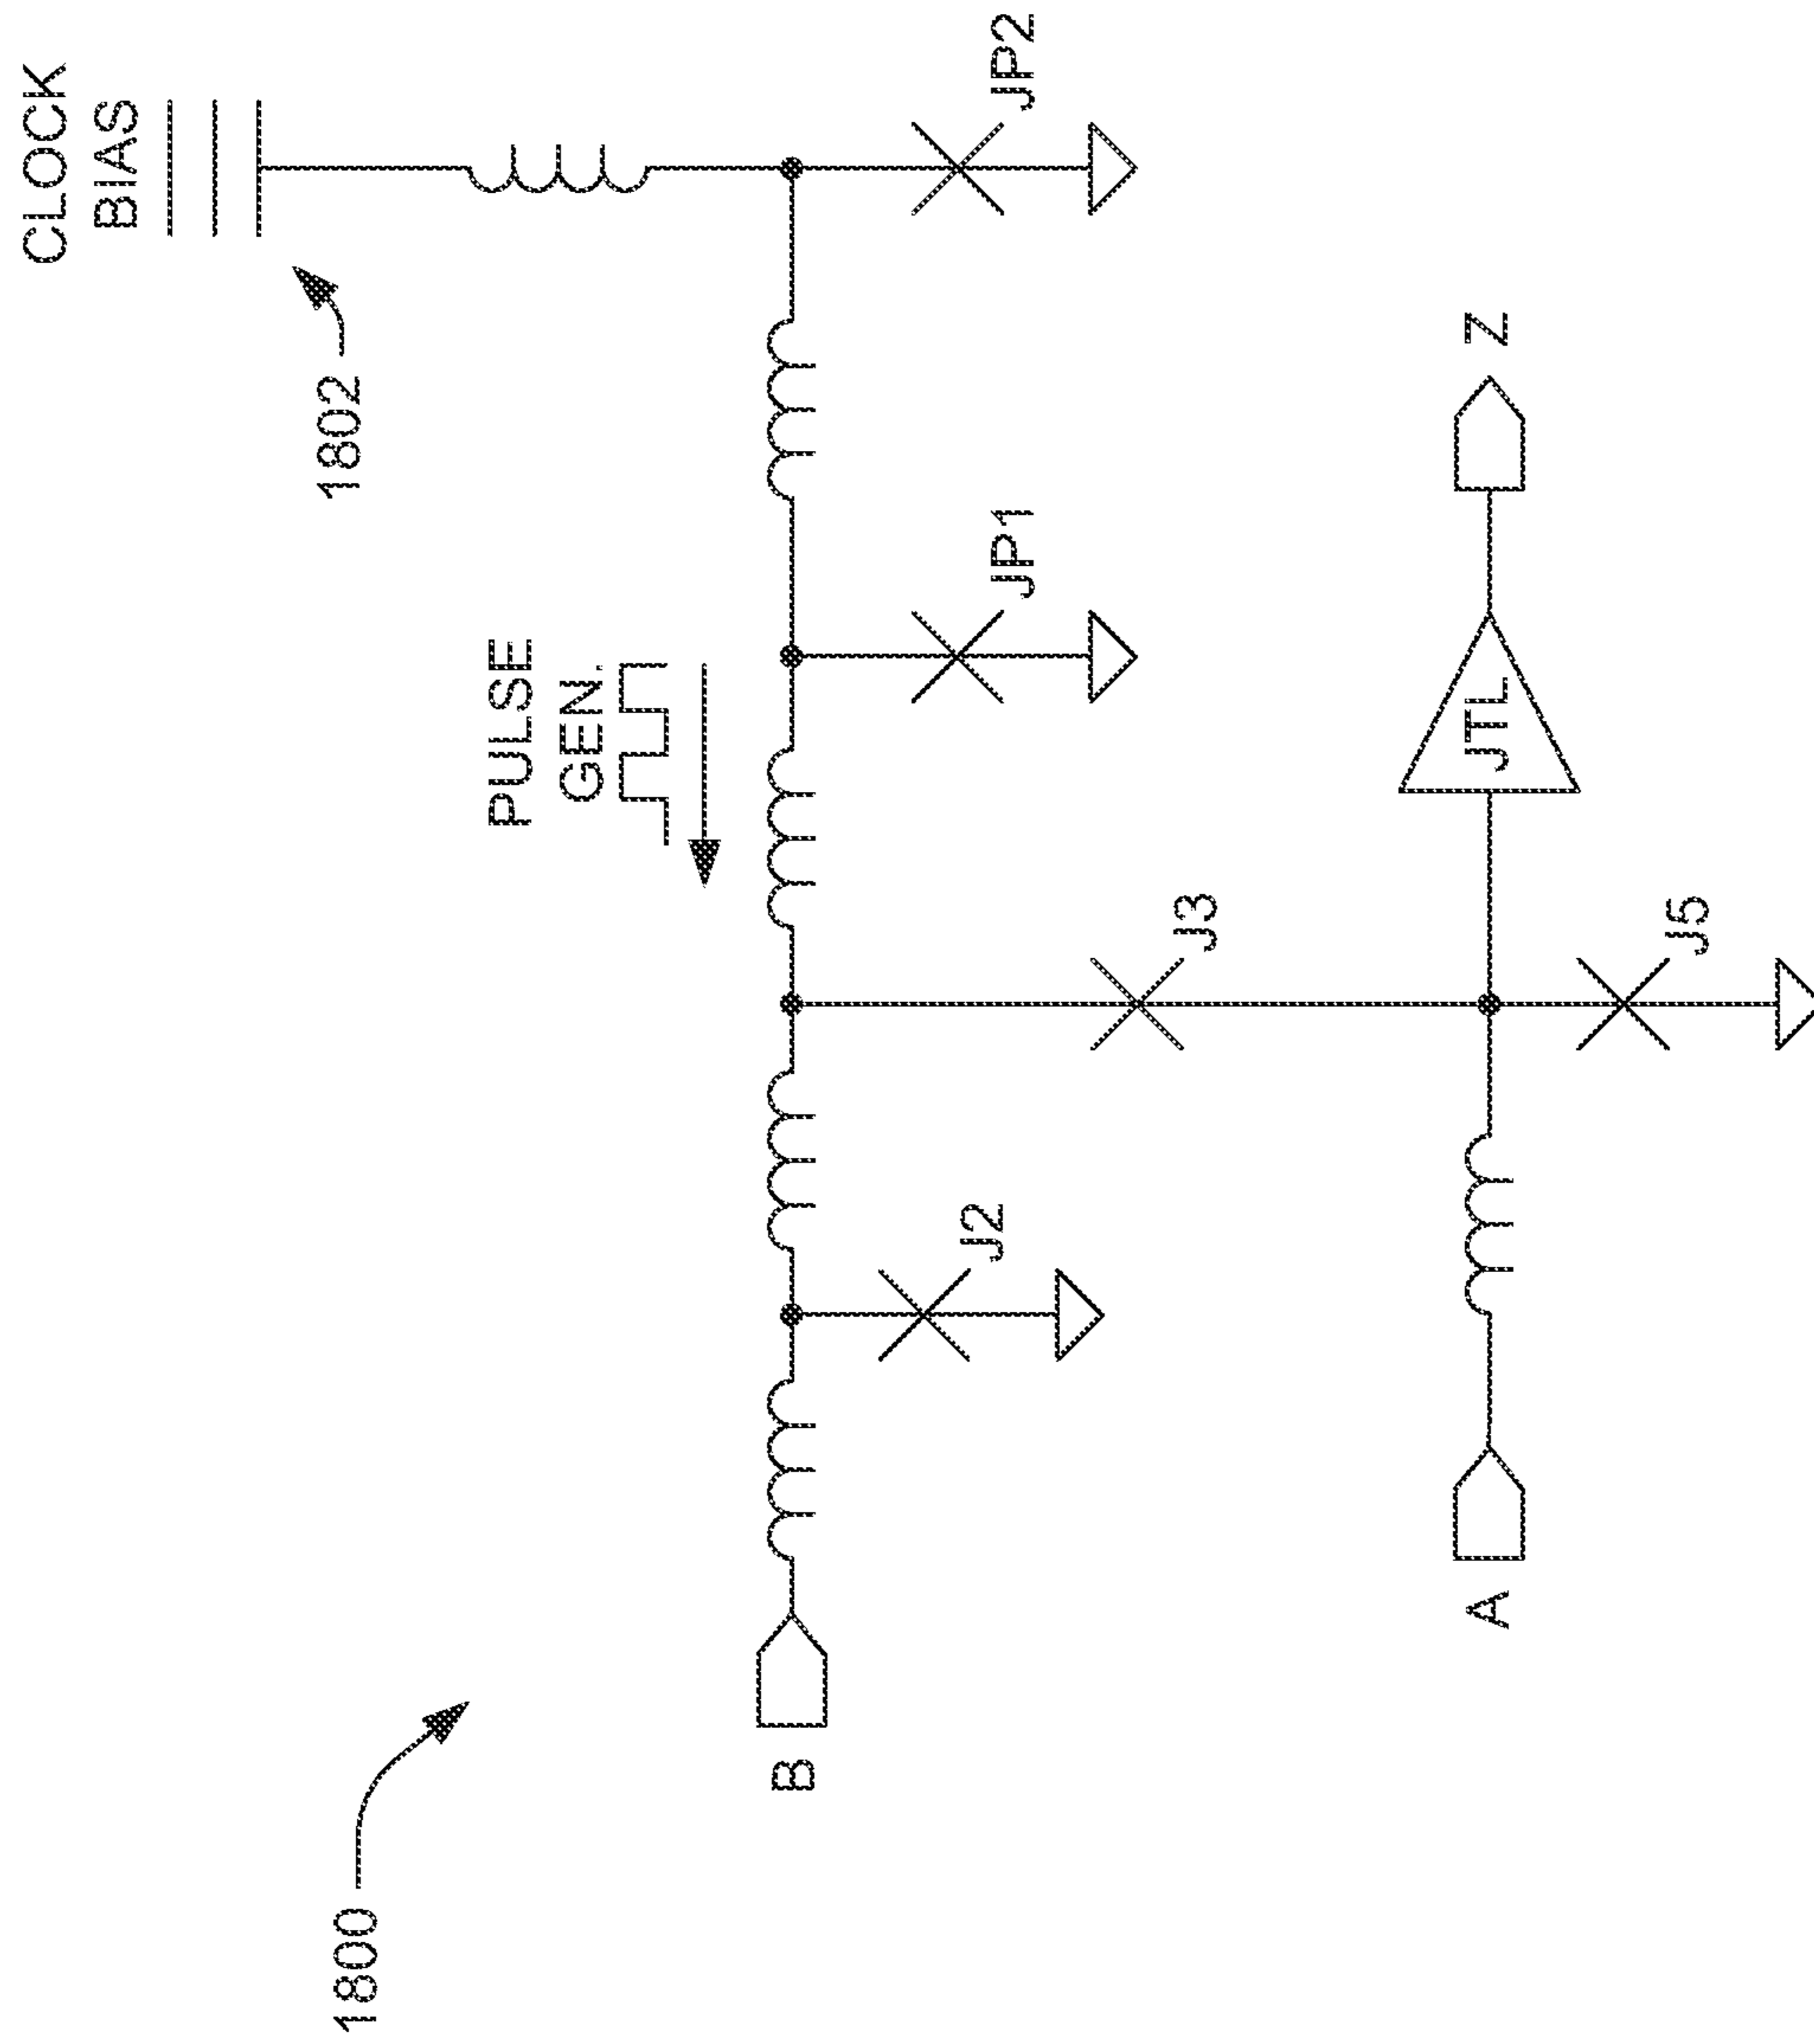 CLOCK
BIAS
1802
PULSE
GEN.
JP2
JP1
J3
J2
B
1800
Z
JTL
J5
A